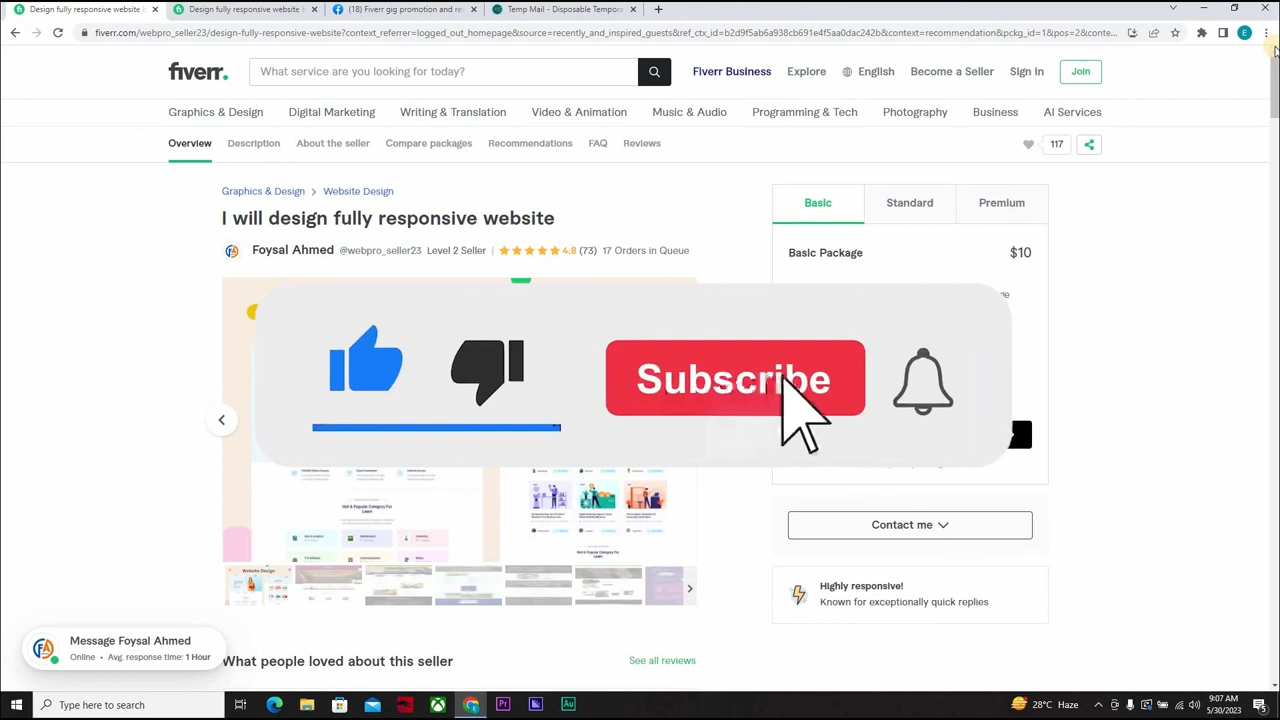 Design fully responsive website
Design fully responsive website
(18) Fiverr gig promotion and re
Temp Mail - Disposable Tempora
fiverr.com/webpro_seller23/design-fully-responsive-website?context_referrer=logged_out_homepage&source=recently_and_inspired_guests&ref_ctx_id=b2d9f5ab6a938cb691e4f5aa0dac242b&context=recommendation&pckg_id=1&pos=2&conte...
E
fiverr.
What service are you looking for today?
Fiverr Business
Explore
English
Become a Seller
Sign In
Join
Graphics & Design
Digital Marketing
Writing & Translation
Video & Animation
Music & Audio
Programming & Tech
Photography
Business
AI Services
Overview
Description
About the seller
Compare packages
Recommendations
FAQ
Reviews
117
Graphics & Design > Website Design
I will design fully responsive website
Foysal Ahmed @webpro_seller23 Level 2 Seller | 4.8 (73) 17 Orders in Queue
Basic
Standard
Premium
Basic Package
$10
Subscribe
Contact me
Highly responsive!
Known for exceptionally quick replies
Website Design
Message Foysal Ahmed
Online • Avg. response time: 1 Hour
What people loved about this seller
See all reviews
Type here to search
Pr
Au
28°C Haze
9:07 AM
5/30/2023